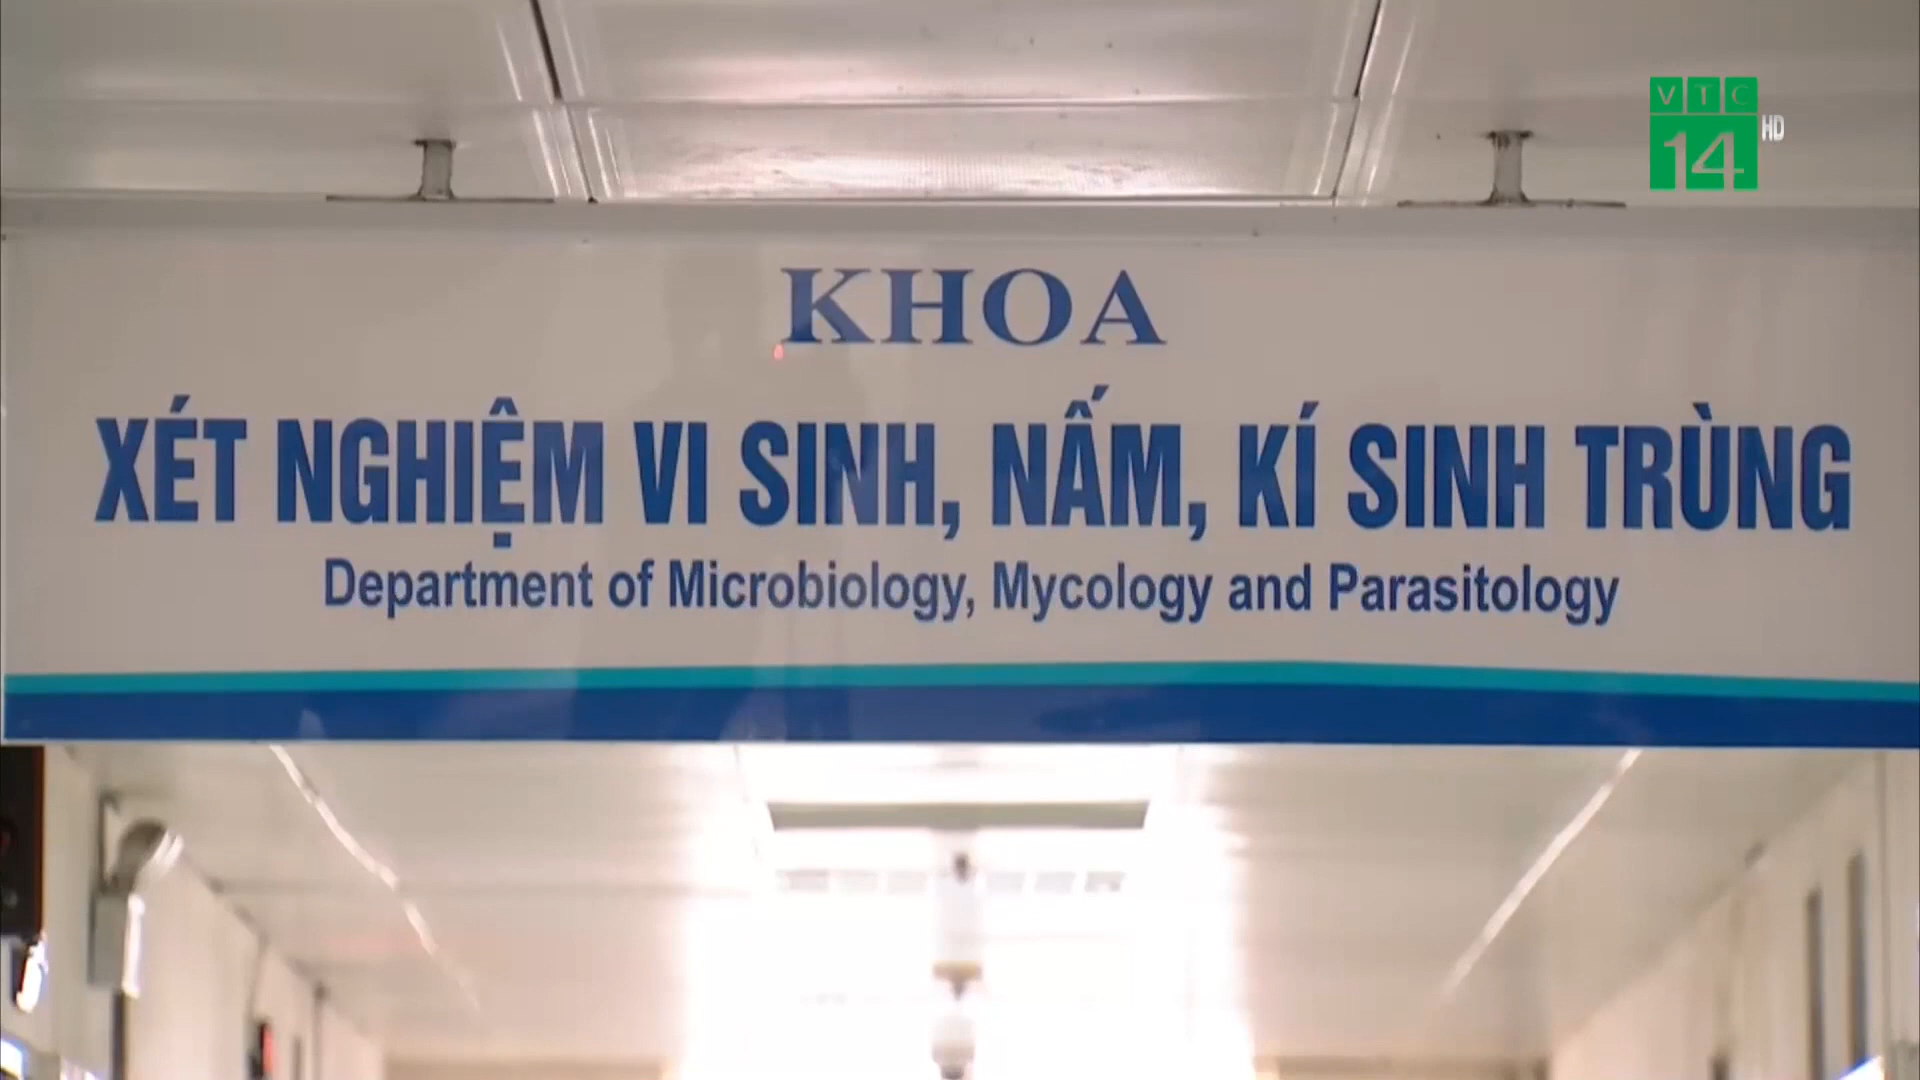 VTC
14 HD
KHOA
XÉT NGHIỆM VI SINH, NẤM, KÍ SINH TRÙNG
Department of Microbiology, Mycology and Parasitology